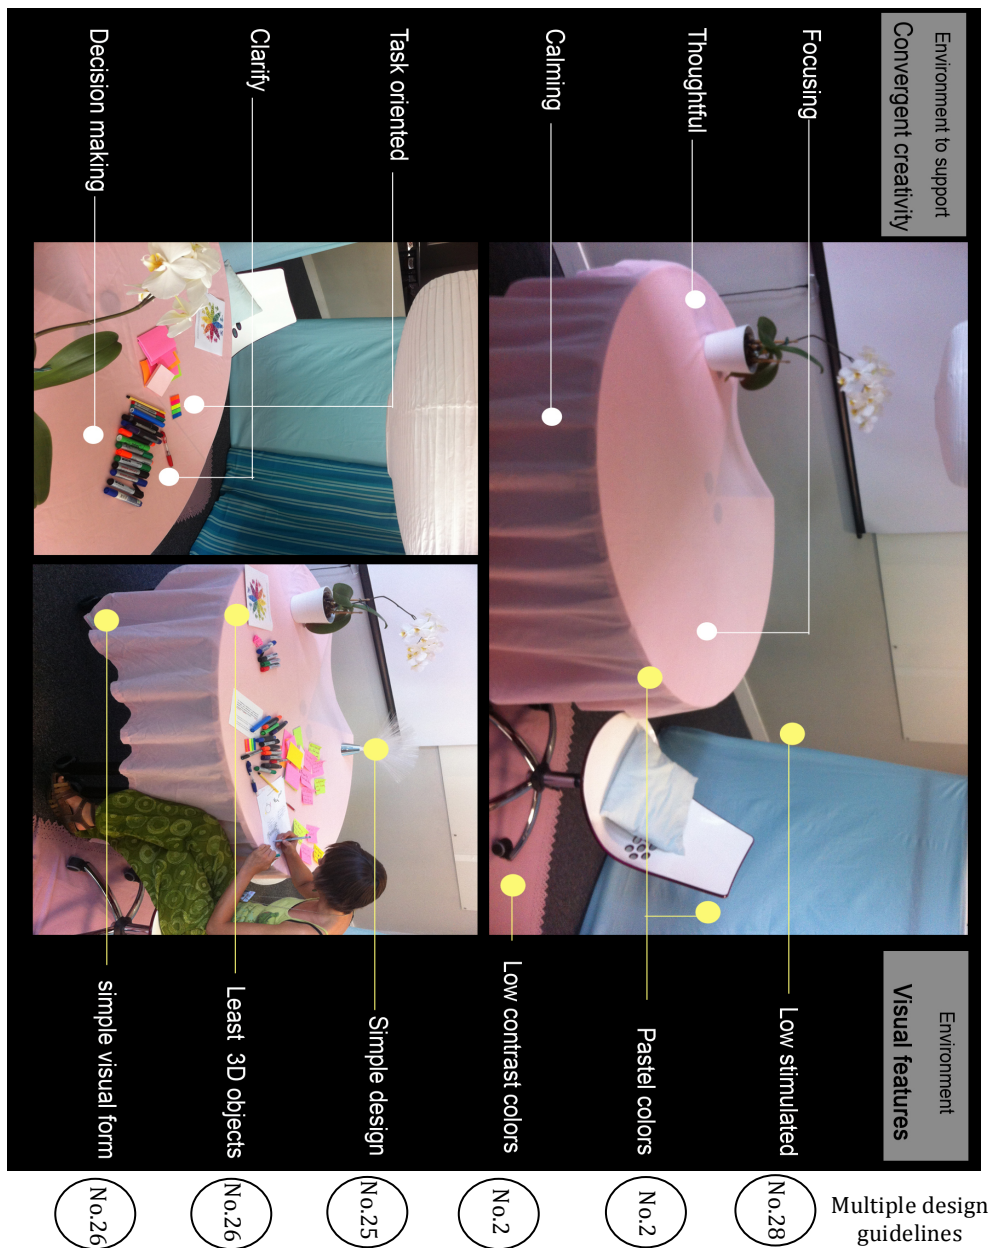 Environment to support
Convergent creativity
Focusing
Thoughtful
Calming
Task oriented
Clarify
Decision making
Environment
Visual features
Low stimulated
Pastel colors
Low contrast colors
Simple design
Least 3D objects
simple visual form
Multiple design
guidelines
No.28
No.2
No.2
No.25
No.26
No.26